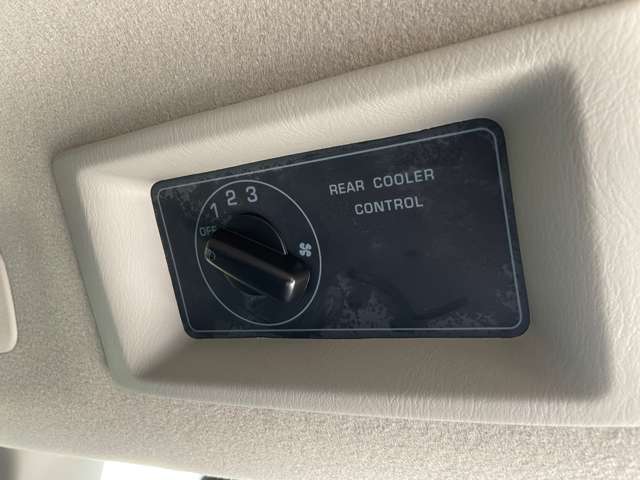 1 2 3
OFF
REAR COOLER
CONTROL